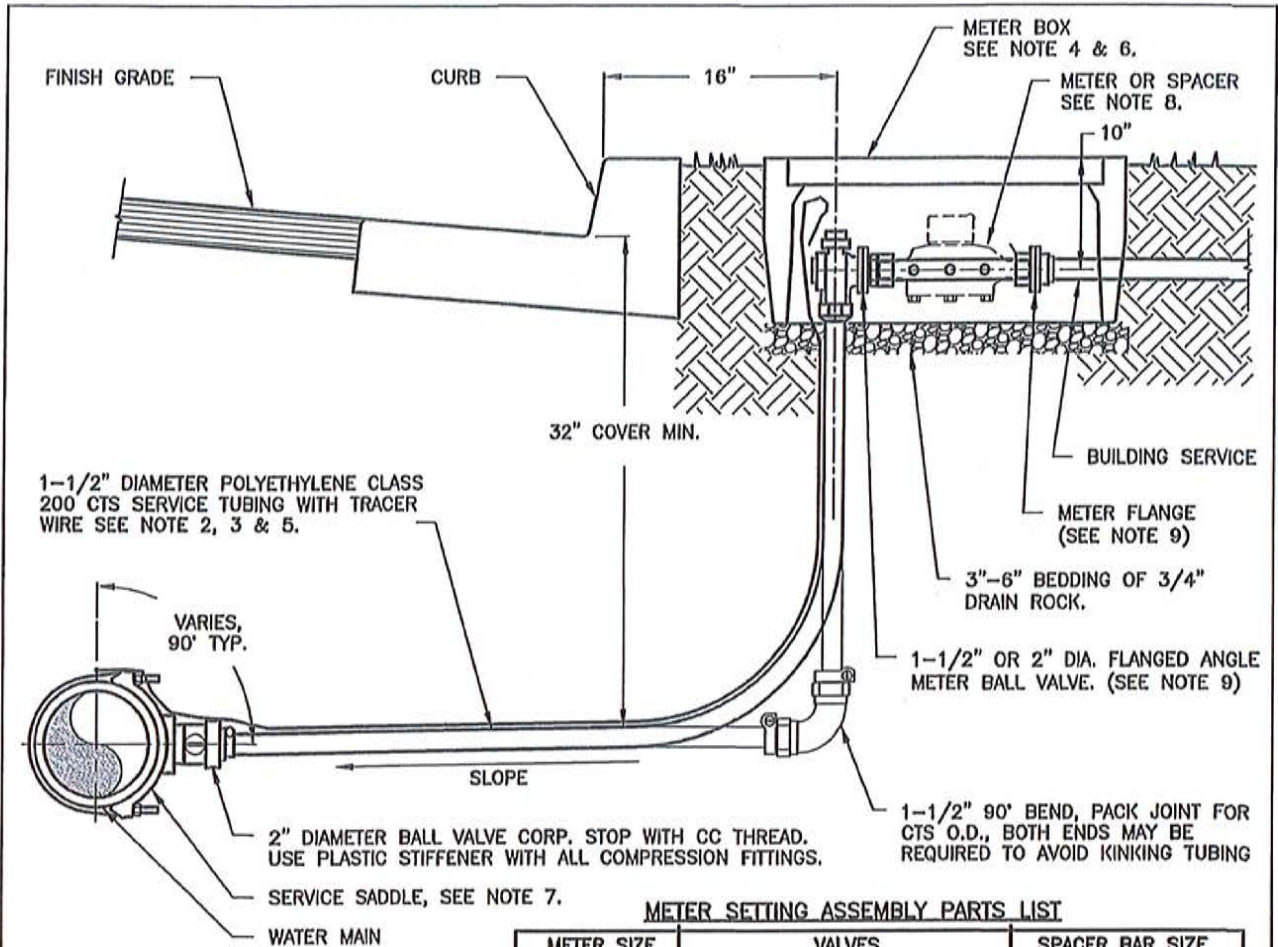 METER BOX
SEE NOTE 4 & 6.
FINISH GRADE
CURB
16"
METER OR SPACER
SEE NOTE 8.
10"
32" COVER MIN.
BUILDING SERVICE
1-1/2" DIAMETER POLYETHYLENE CLASS
200 CTS SERVICE TUBING WITH TRACER
WIRE SEE NOTE 2, 3 & 5.
METER FLANGE
(SEE NOTE 9)
3"-6" BEDDING OF 3/4"
DRAIN ROCK.
VARIES,
90' TYP.
1-1/2" OR 2" DIA. FLANGED ANGLE
METER BALL VALVE. (SEE NOTE 9)
SLOPE
1-1/2" 90' BEND, PACK JOINT FOR
CTS O.D., BOTH ENDS MAY BE
REQUIRED TO AVOID KINKING TUBING
2" DIAMETER BALL VALVE CORP. STOP WITH CC THREAD.
USE PLASTIC STIFFENER WITH ALL COMPRESSION FITTINGS.
SERVICE SADDLE, SEE NOTE 7.
WATER MAIN
METER SETTING ASSEMBLY PARTS LIST
METER SIZE VALVES SPACER BAR SIZE